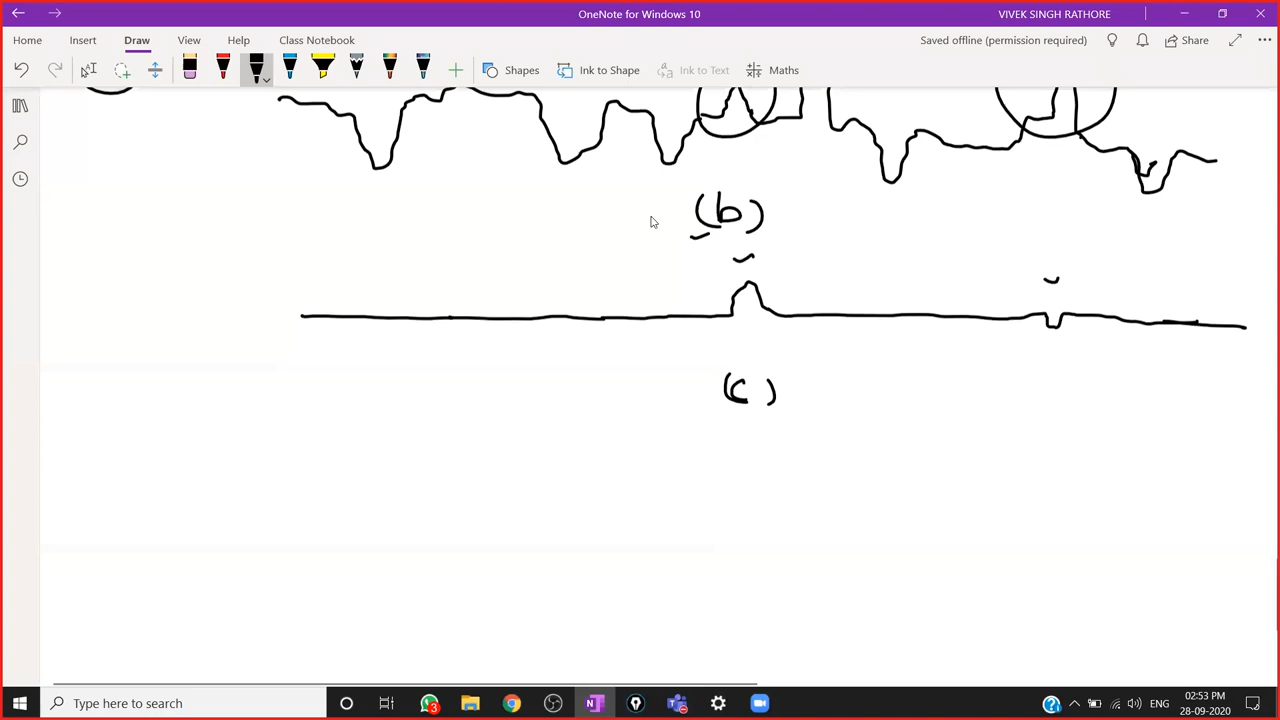 OneNote for Windows 10
VIVEK SINGH RATHORE
Home Insert Draw View Help Class Notebook
Saved offline (permission required)
Share
Shapes
Ink to Shape
Ink to Text
Maths
(b)
(c)
Type here to search
3
ENG
02:53 PM
28-09-2020